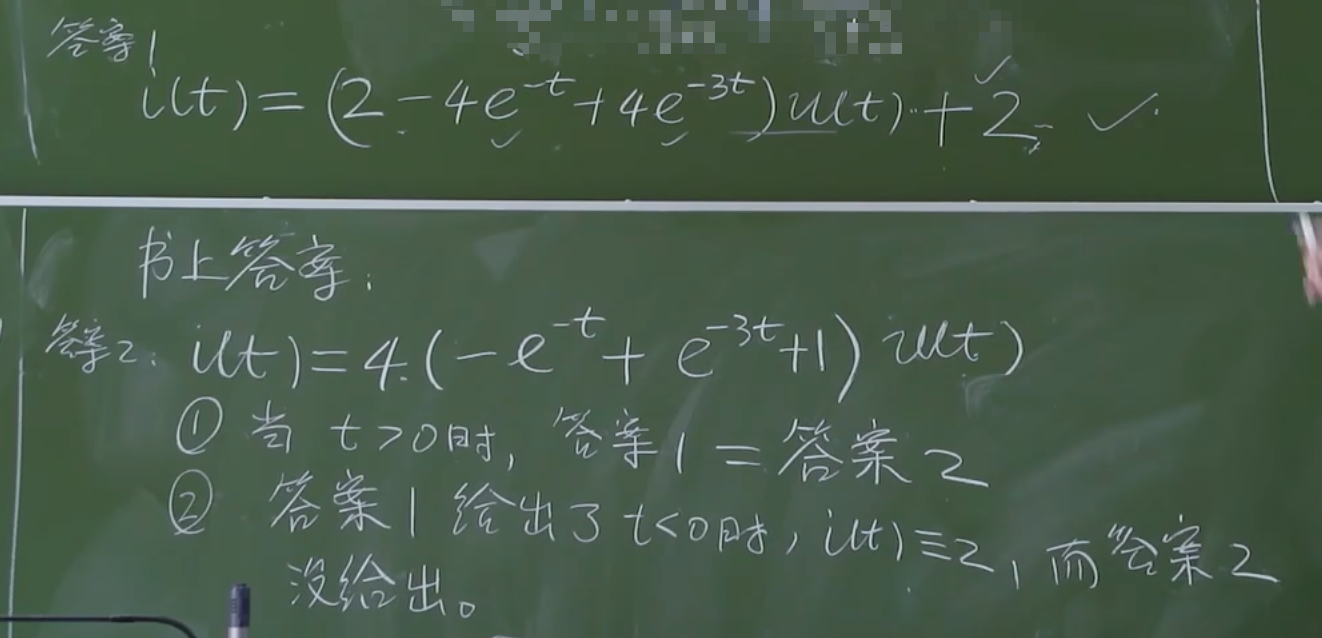 答案1
i(t)=(2-4e^{-t}+4e^{-3t})u(t)+2
书上答案:
答案2: i(t)=4(-e^{-t}+e^{-3t}+1)u(t)
① 当 t>0时, 答案1=答案2
② 答案1给出了t<0时, i(t)≡2, 而答案2
没给出。